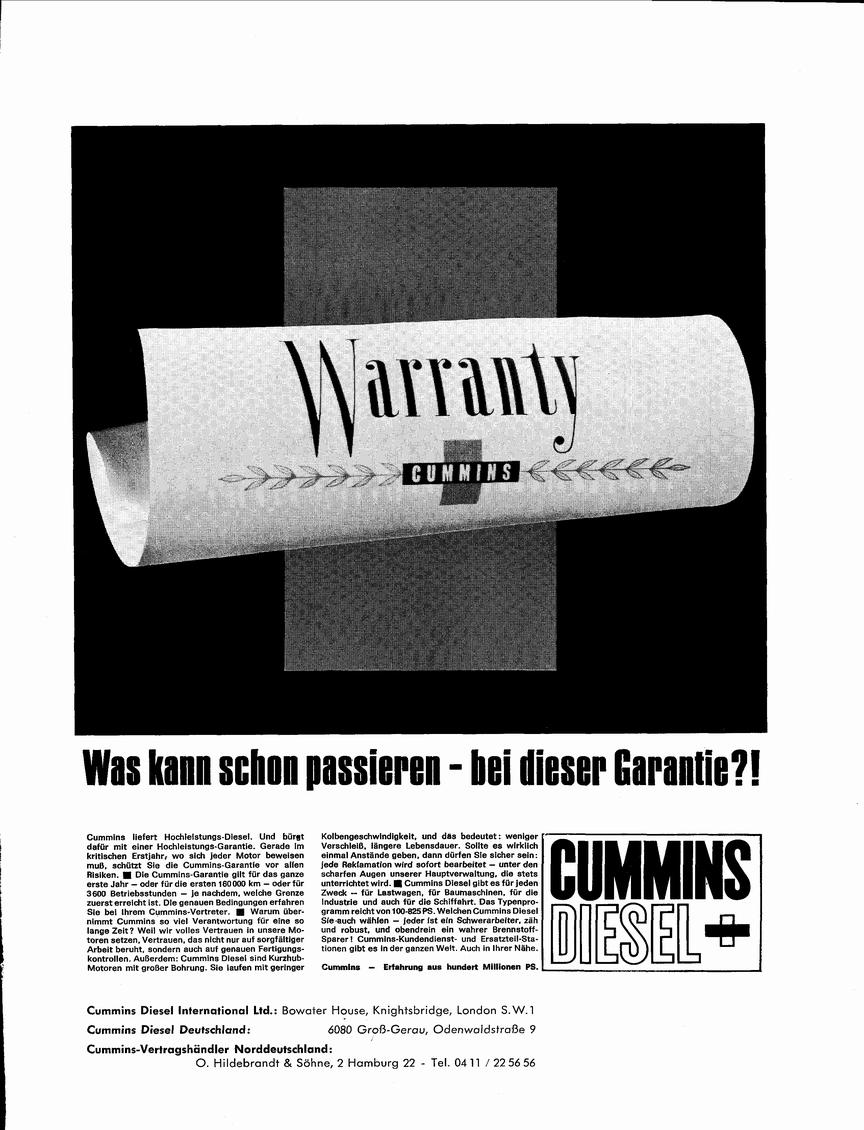 Warranty
CUMMINS
Was kann schon passieren – bei dieser Garantie?!
Cummins liefert Hochleistungs-Diesel. Und bürgt
dafür mit einer Hochleistungs-Garantie. Gerade im
kritischen Erstjahr, wo sich jeder Motor beweisen
muß, schützt Sie die Cummins-Garantie vor allen
Risiken. ■ Die Cummins-Garantie gilt für das ganze
erste Jahr – oder für die ersten 160 000 km – oder für
3600 Betriebsstunden – je nachdem, welche Grenze
zuerst erreicht ist. Die genauen Bedingungen erfahren
Sie bei Ihrem Cummins-Vertreter. ■ Warum über-
nimmt Cummins so viel Verantwortung für eine so
lange Zeit? Weil wir volles Vertrauen in unsere Mo-
toren setzen, Vertrauen, das nicht nur auf sorgfältiger
Arbeit beruht, sondern auch auf genauen Fertigungs-
kontrollen. Außerdem: Cummins Diesel sind Kurzhub-
Motoren mit großer Bohrung. Sie laufen mit geringer
Kolbengeschwindigkeit, und das bedeutet: weniger
Verschleiß, längere Lebensdauer. Sollte es wirklich
einmal Anstände geben, dann dürfen Sie sicher sein:
jede Reklamation wird sofort bearbeitet – unter den
scharfen Augen unserer Hauptverwaltung, die stets
unterrichtet wird. ■ Cummins Diesel gibt es für jeden
Zweck – für Lastwagen, für Baumaschinen, für die
Industrie und auch für die Schiffahrt. Das Typenpro-
gramm reicht von 100-825 PS. Welchen Cummins Diesel
Sie auch wählen – jeder ist ein Schwerarbeiter, zäh
und robust, und obendrein ein wahrer Brennstoff-
Sparer! Cummins-Kundendienst- und Ersatzteil-Sta-
tionen gibt es in der ganzen Welt. Auch in Ihrer Nähe.
Cummins – Erfahrung aus hundert Millionen PS.
CUMMINS
DIESEL
Cummins Diesel International Ltd.: Bowater House, Knightsbridge, London S.W.1
Cummins Diesel Deutschland: 6080 Groß-Gerau, Odenwaldstraße 9
Cummins-Vertragshändler Norddeutschland:
O. Hildebrandt & Söhne, 2 Hamburg 22 - Tel. 04 11 / 22 56 56